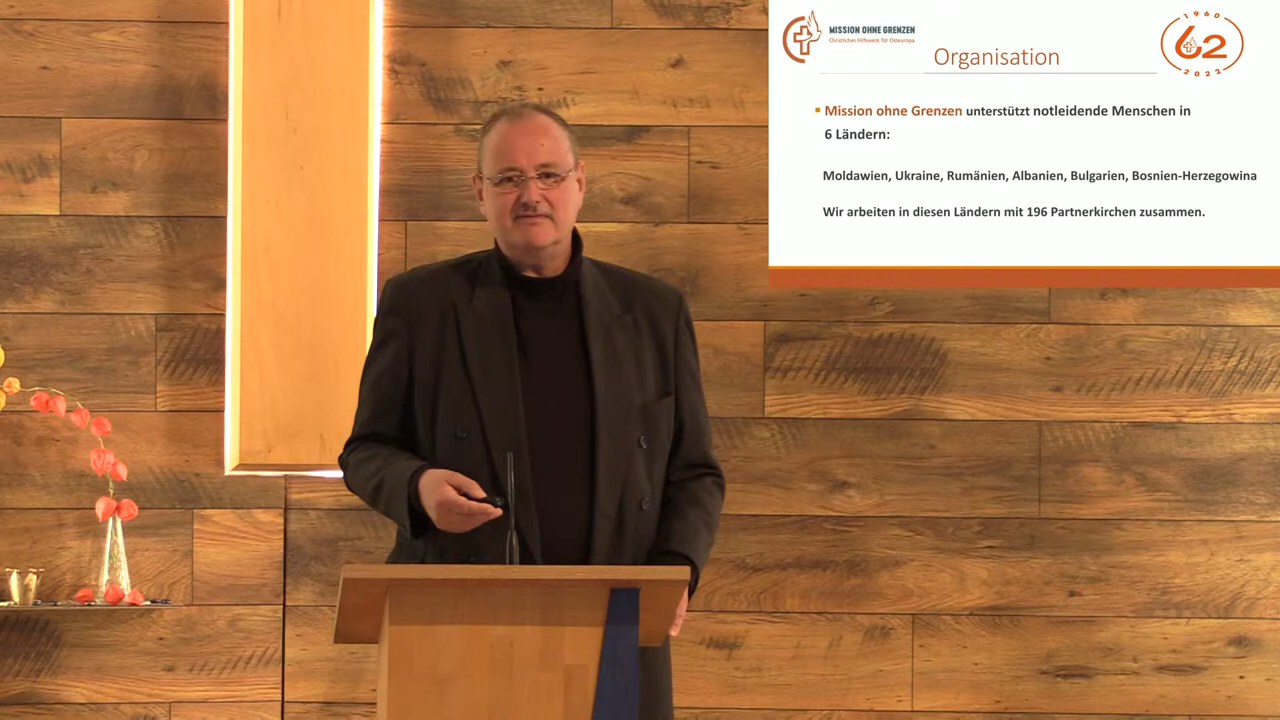 MISSION OHNE GRENZEN
Christliches Hilfswerk für Osteuropa
Organisation
1960
62
2022
Mission ohne Grenzen unterstützt notleidende Menschen in
6 Ländern:
Moldawien, Ukraine, Rumänien, Albanien, Bulgarien, Bosnien-Herzegowina
Wir arbeiten in diesen Ländern mit 196 Partnerkirchen zusammen.